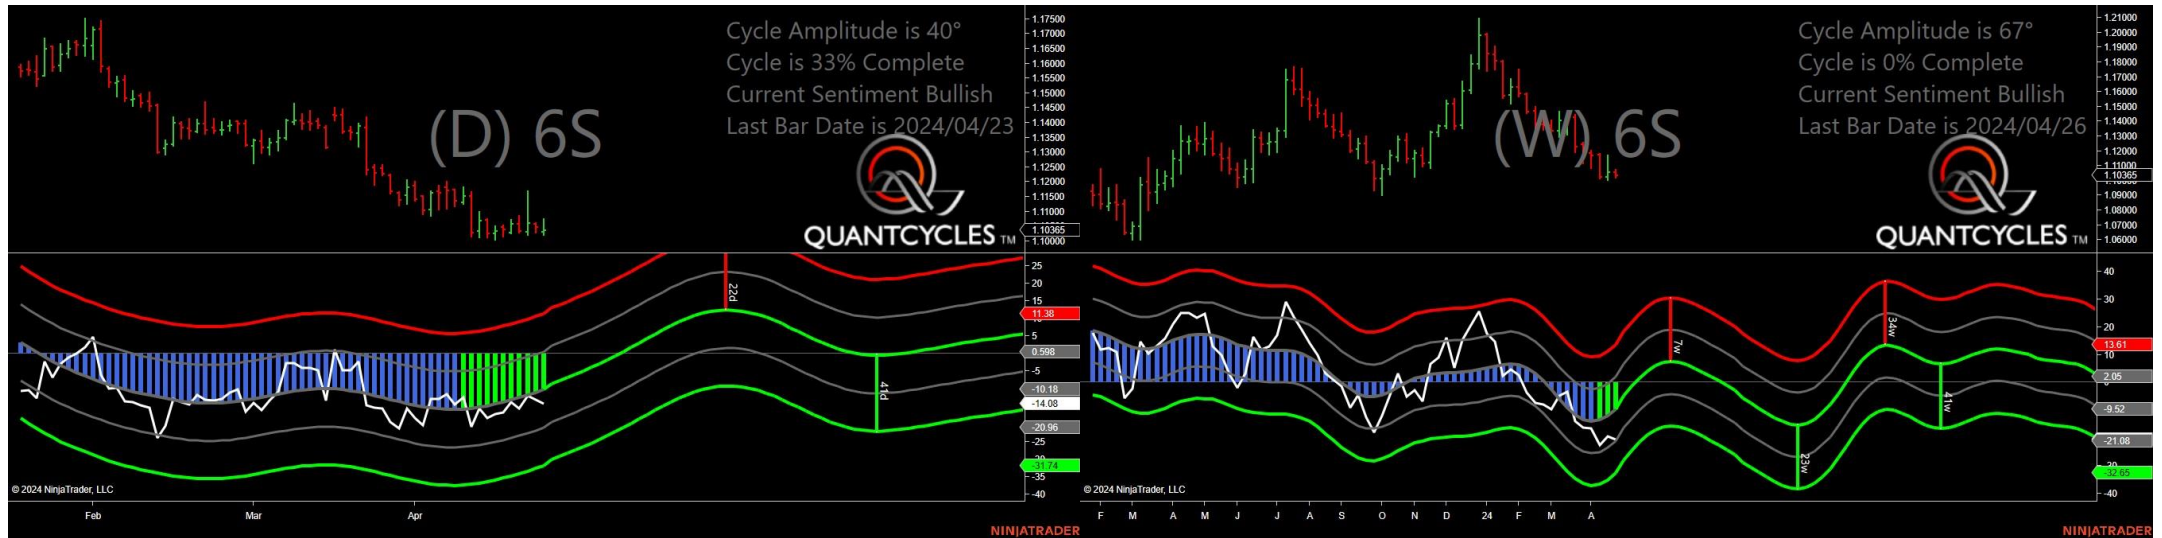 Cycle Amplitude is 40°
Cycle is 33% Complete
Current Sentiment Bullish
Last Bar Date is 2024/04/23
(D) 6S
QUANTCYCLES TM
1.17500
1.17000
1.16500
1.16000
1.15500
1.15000
1.14500
1.14000
1.13500
1.13000
1.12500
1.12000
1.11500
1.11000
1.10365
1.10000
25
20
15
11.38
5
0.598
-5
-10.18
-14.08
-20.96
-25
-31.74
-35
-40
22d
41d
© 2024 NinjaTrader, LLC
Feb Mar Apr
NINJATRADER
Cycle Amplitude is 67°
Cycle is 0% Complete
Current Sentiment Bullish
Last Bar Date is 2024/04/26
(W) 6S
QUANTCYCLES TM
1.21000
1.20000
1.19000
1.18000
1.17000
1.16000
1.15000
1.14000
1.13000
1.12000
1.11000
1.10365
1.09000
1.08000
1.07000
1.06000
40
30
20
13.61
10
2.05
-9.52
-21.08
-32.65
-40
7w
23w
34w
41w
© 2024 NinjaTrader, LLC
F M A M J J A S O N D 24 F M A
NINJATRADER